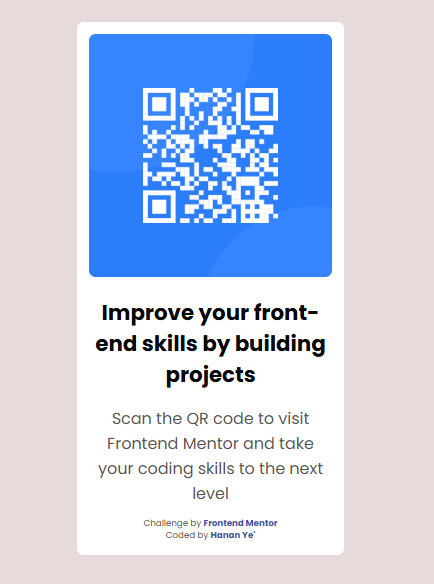 Improve your front-
end skills by building
projects
Scan the QR code to visit
Frontend Mentor and take
your coding skills to the next
level
Challenge by Frontend Mentor
Coded by Hanan Ye'